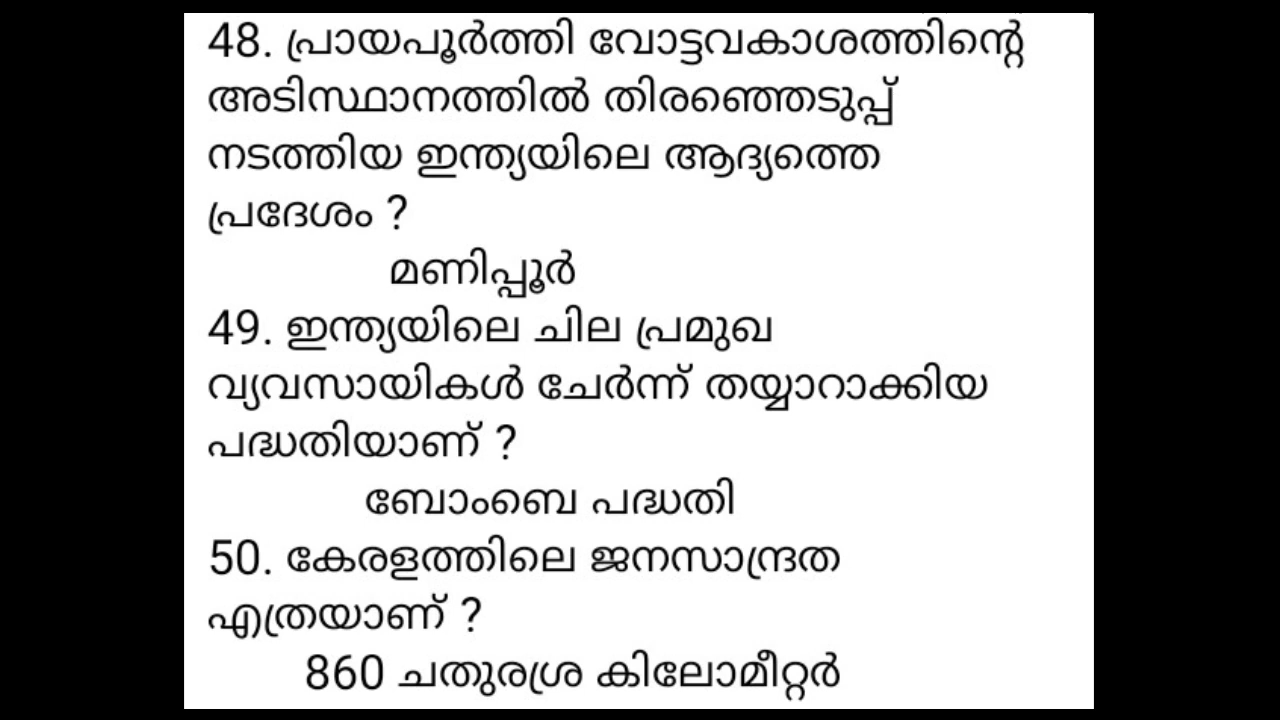 48. പ്രായപൂർത്തി വോട്ടവകാശത്തിന്റെ
അടിസ്ഥാനത്തിൽ തിരഞ്ഞെടുപ്പ്
നടത്തിയ ഇന്ത്യയിലെ ആദ്യത്തെ
പ്രദേശം ?
മണിപ്പൂർ
49. ഇന്ത്യയിലെ ചില പ്രമുഖ
വ്യവസായികൾ ചേർന്ന് തയ്യാറാക്കിയ
പദ്ധതിയാണ് ?
ബോംബെ പദ്ധതി
50. കേരളത്തിലെ ജനസാന്ദ്രത
എത്രയാണ് ?
860 ചതുരശ്ര കിലോമീറ്റർ